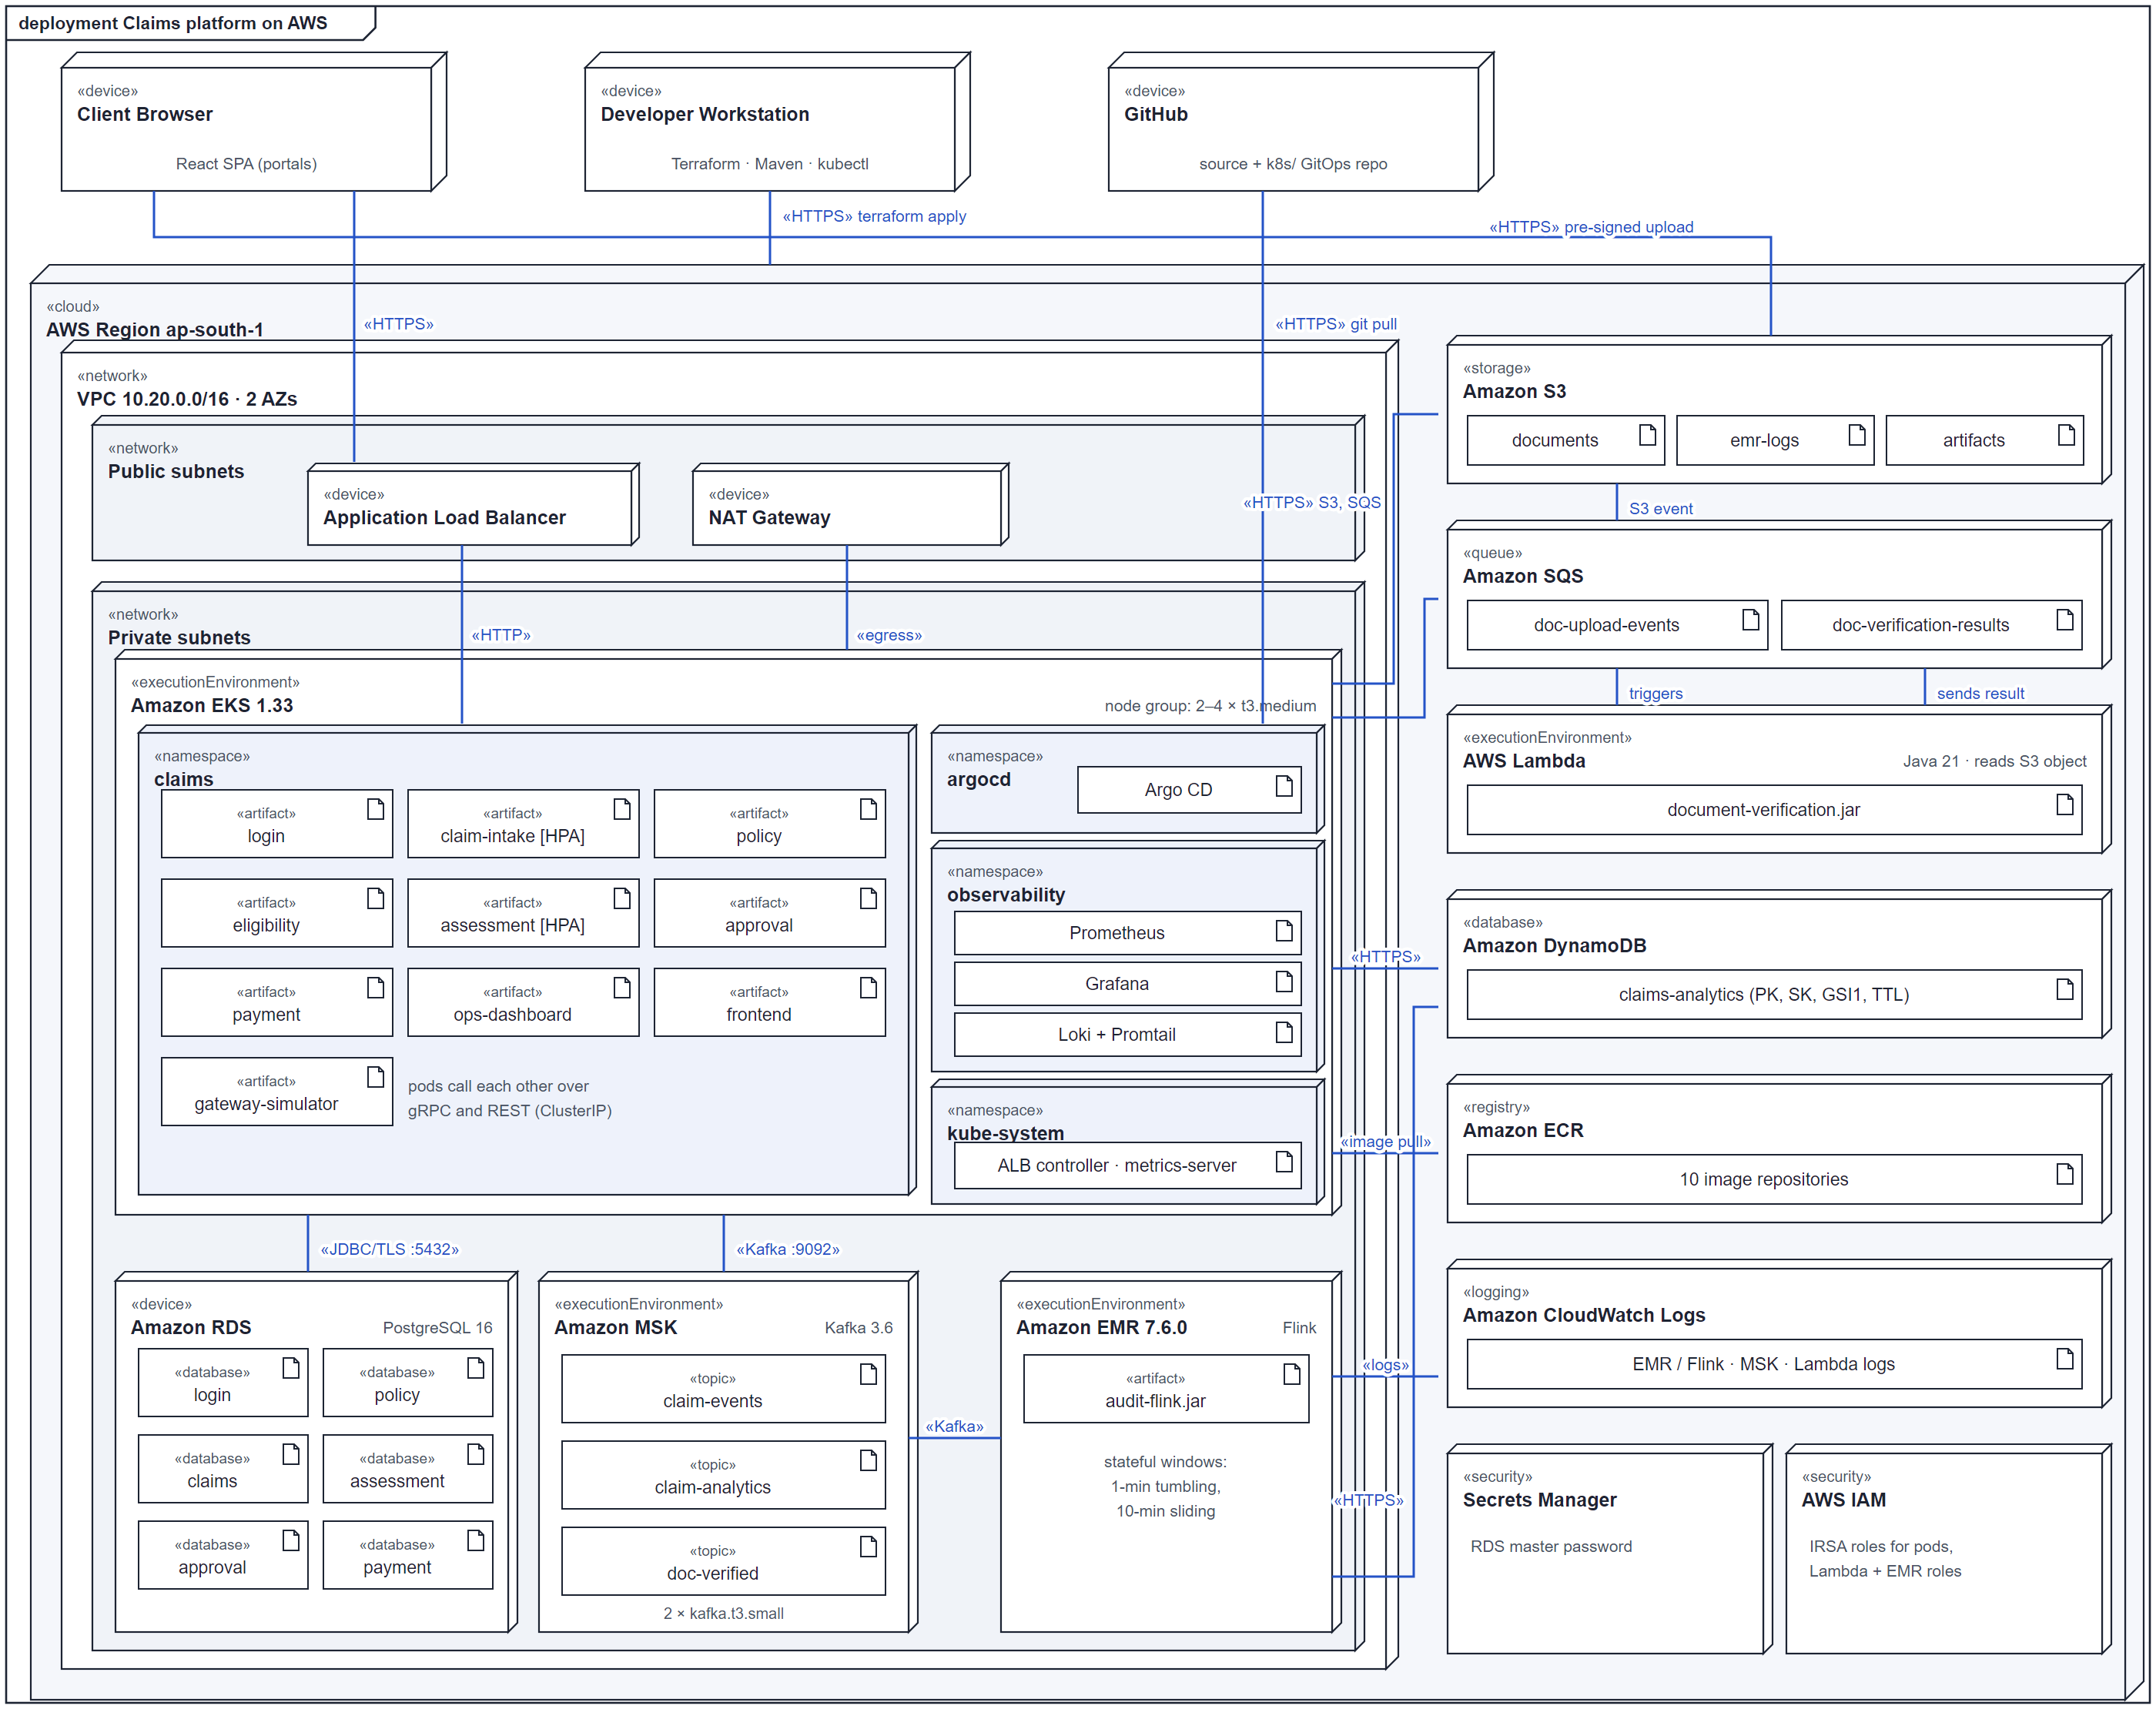 deployment Claims platform on AWS
«device»
Client Browser
React SPA (portals)
«device»
Developer Workstation
Terraform · Maven · kubectl
«device»
GitHub
source + k8s/ GitOps repo
«HTTPS» terraform apply
«HTTPS» pre-signed upload
«cloud»
AWS Region ap-south-1
«HTTPS»
«HTTPS» git pull
«network»
VPC 10.20.0.0/16 · 2 AZs
«network»
Public subnets
«device»
Application Load Balancer
«device»
NAT Gateway
«HTTPS» S3, SQS
«network»
Private subnets
«HTTP»
«egress»
«executionEnvironment»
Amazon EKS 1.33
node group: 2–4 × t3.medium
«namespace»
claims
«artifact»
login
«artifact»
claim-intake [HPA]
«artifact»
policy
«artifact»
eligibility
«artifact»
assessment [HPA]
«artifact»
approval
«artifact»
payment
«artifact»
ops-dashboard
«artifact»
frontend
«artifact»
gateway-simulator
pods call each other over
gRPC and REST (ClusterIP)
«namespace»
argocd
Argo CD
«namespace»
observability
Prometheus
Grafana
Loki + Promtail
«namespace»
kube-system
ALB controller · metrics-server
«HTTPS»
«image pull»
«JDBC/TLS :5432»
«Kafka :9092»
«device»
Amazon RDS
PostgreSQL 16
«database»
login
«database»
policy
«database»
claims
«database»
assessment
«database»
approval
«database»
payment
«executionEnvironment»
Amazon MSK
Kafka 3.6
«topic»
claim-events
«topic»
claim-analytics
«topic»
doc-verified
2 × kafka.t3.small
«Kafka»
«executionEnvironment»
Amazon EMR 7.6.0
Flink
«artifact»
audit-flink.jar
stateful windows:
1-min tumbling,
10-min sliding
«logs»
«HTTPS»
«storage»
Amazon S3
documents
emr-logs
artifacts
S3 event
«queue»
Amazon SQS
doc-upload-events
doc-verification-results
triggers
sends result
«executionEnvironment»
AWS Lambda
Java 21 · reads S3 object
document-verification.jar
«database»
Amazon DynamoDB
claims-analytics (PK, SK, GSI1, TTL)
«registry»
Amazon ECR
10 image repositories
«logging»
Amazon CloudWatch Logs
EMR / Flink · MSK · Lambda logs
«security»
Secrets Manager
RDS master password
«security»
AWS IAM
IRSA roles for pods,
Lambda + EMR roles